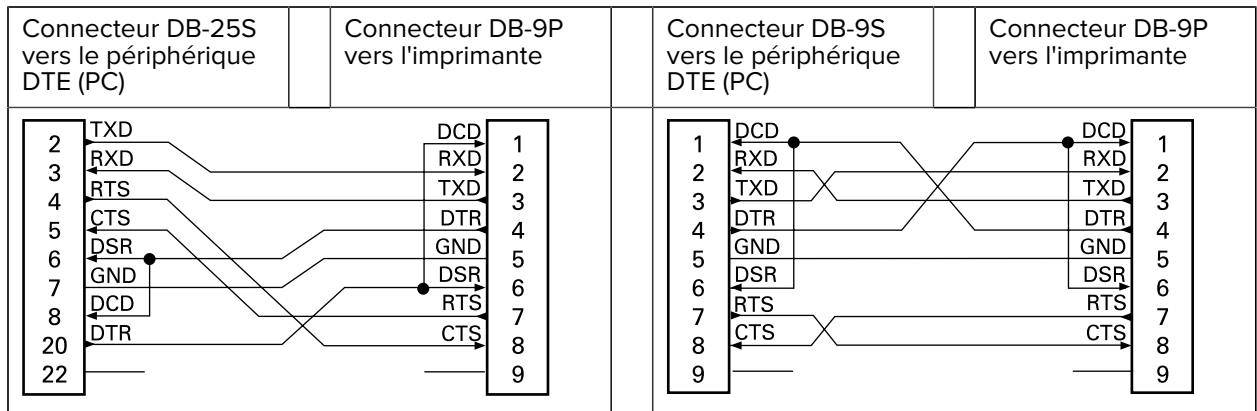 Connecteur DB-25S
vers le périphérique
DTE (PC)
Connecteur DB-9P
vers l'imprimante
Connecteur DB-9S
vers le périphérique
DTE (PC)
Connecteur DB-9P
vers l'imprimante
2 TXD DCD 1
3 RXD RXD 2
4 RTS TXD 3
5 CTS DTR 4
6 DSR GND 5
7 GND DSR 6
8 DCD RTS 7
20 DTR CTS 8
22 9
1 DCD DCD 1
2 RXD RXD 2
3 TXD TXD 3
4 DTR DTR 4
5 GND GND 5
6 DSR DSR 6
7 RTS RTS 7
8 CTS CTS 8
9 9